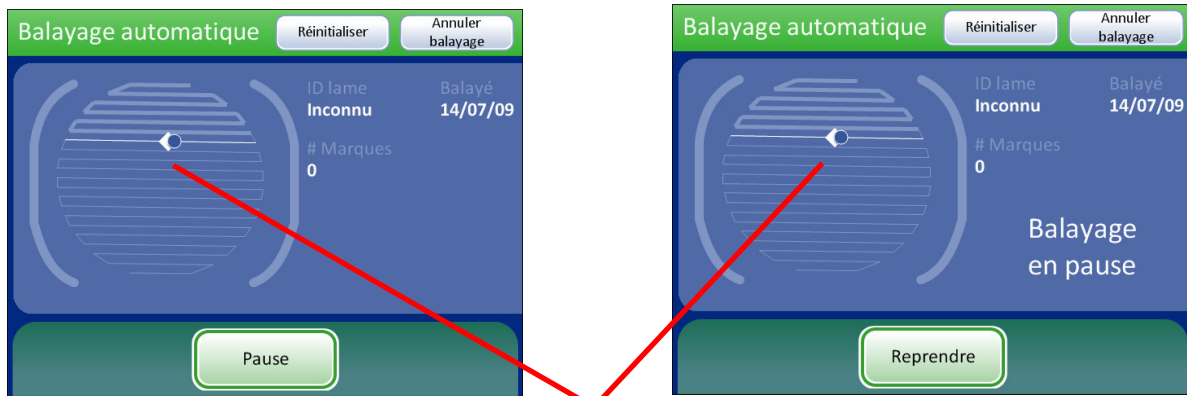 Balayage automatique
Réinitialiser
Annuler
balayage
ID lame
Balayé
Inconnu
14/07/09
# Marques
0
Pause
Balayage automatique
Réinitialiser
Annuler
balayage
ID lame
Balayé
Inconnu
14/07/09
# Marques
0
Balayage
en pause
Reprendre